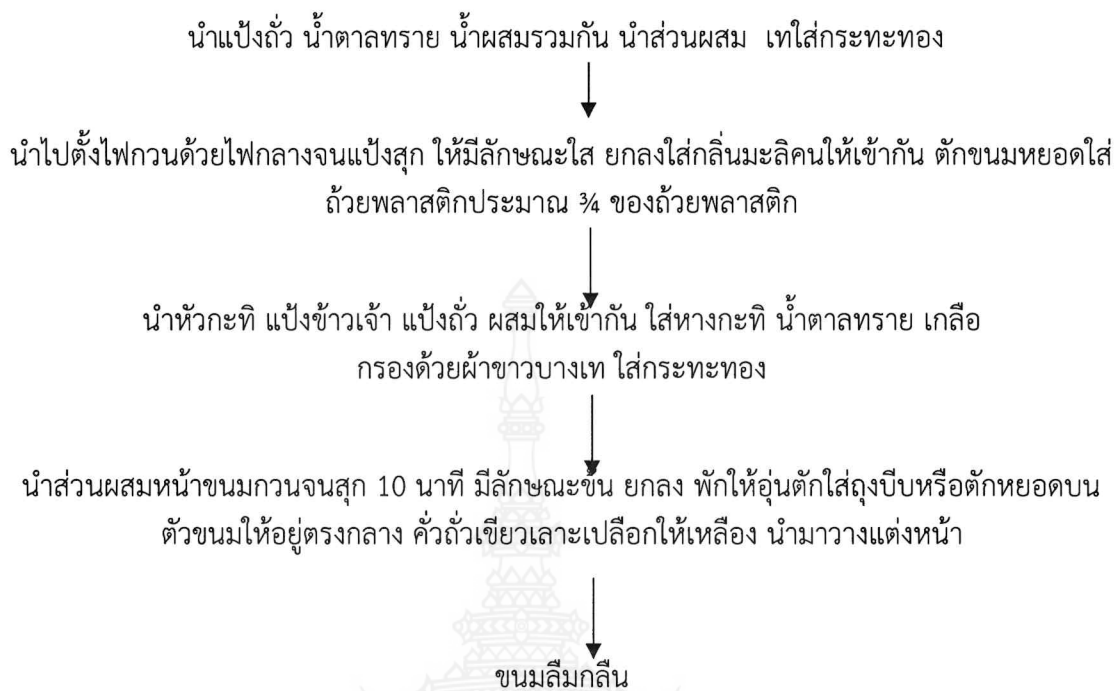 นำแป้งถั่ว น้ำตาลทราย น้ำผสมรวมกัน นำส่วนผสม เทใส่กระทะทอง
นำไปตั้งไฟกวนด้วยไฟกลางจนแป้งสุก ให้มีลักษณะใส ยกลงใส่กลิ่นมะลิคนให้เข้ากัน ตักขนมหยอดใส่
ถ้วยพลาสติกประมาณ ¾ ของถ้วยพลาสติก
นำหัวกะทิ แป้งข้าวเจ้า แป้งถั่ว ผสมให้เข้ากัน ใส่หางกะทิ น้ำตาลทราย เกลือ
กรองด้วยผ้าขาวบางเท ใส่กระทะทอง
นำส่วนผสมหน้าขนมกวนจนสุก 10 นาที มีลักษณะข้น ยกลง พักให้อุ่นตักใส่ถุงบีบหรือตักหยอดบน
ตัวขนมให้อยู่ตรงกลาง คั่วถั่วเขียวเลาะเปลือกให้เหลือง นำมาวางแต่งหน้า
ขนมลืมกลืน